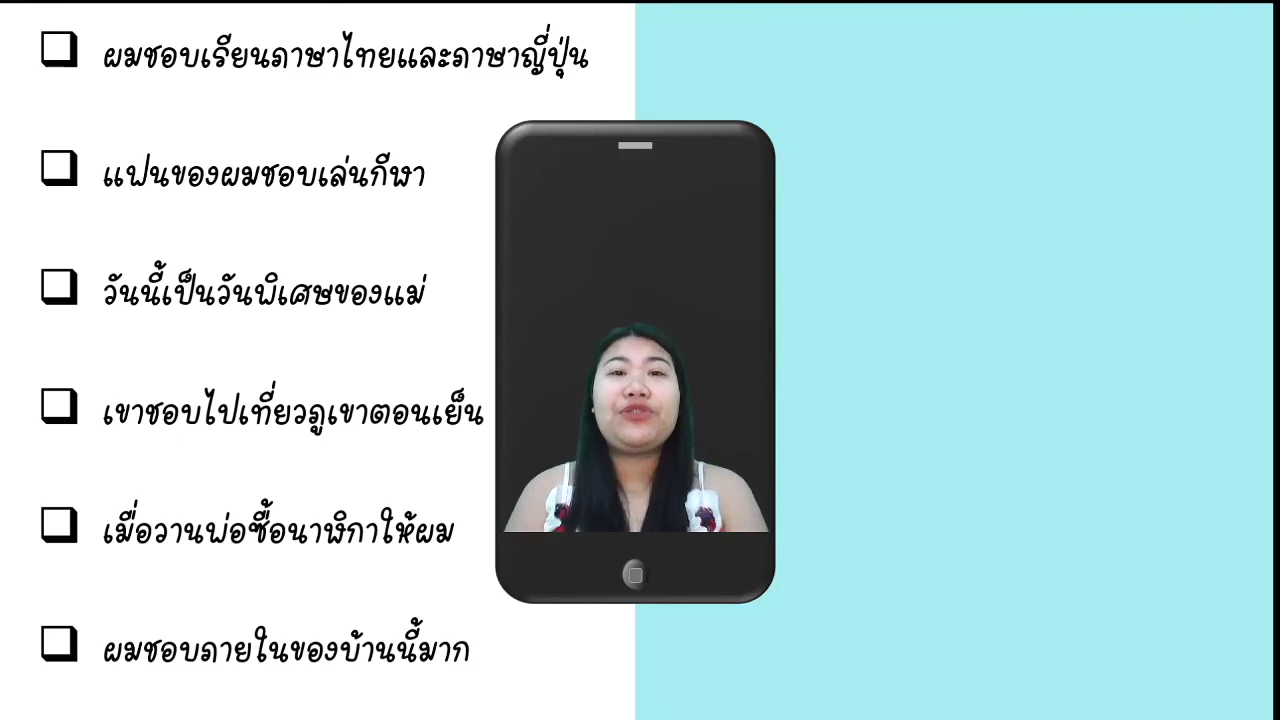 ผมชอบเรียนภาษาไทยและภาษาญี่ปุ่น
แฟนของผมชอบเล่นกีฬา
วันนี้เป็นวันพิเศษของแม่
เขาชอบไปเที่ยวภูเขาตอนเย็น
เมื่อวานพ่อซื้อนาฬิกาให้ผม
ผมชอบภายในของบ้านนี้มาก